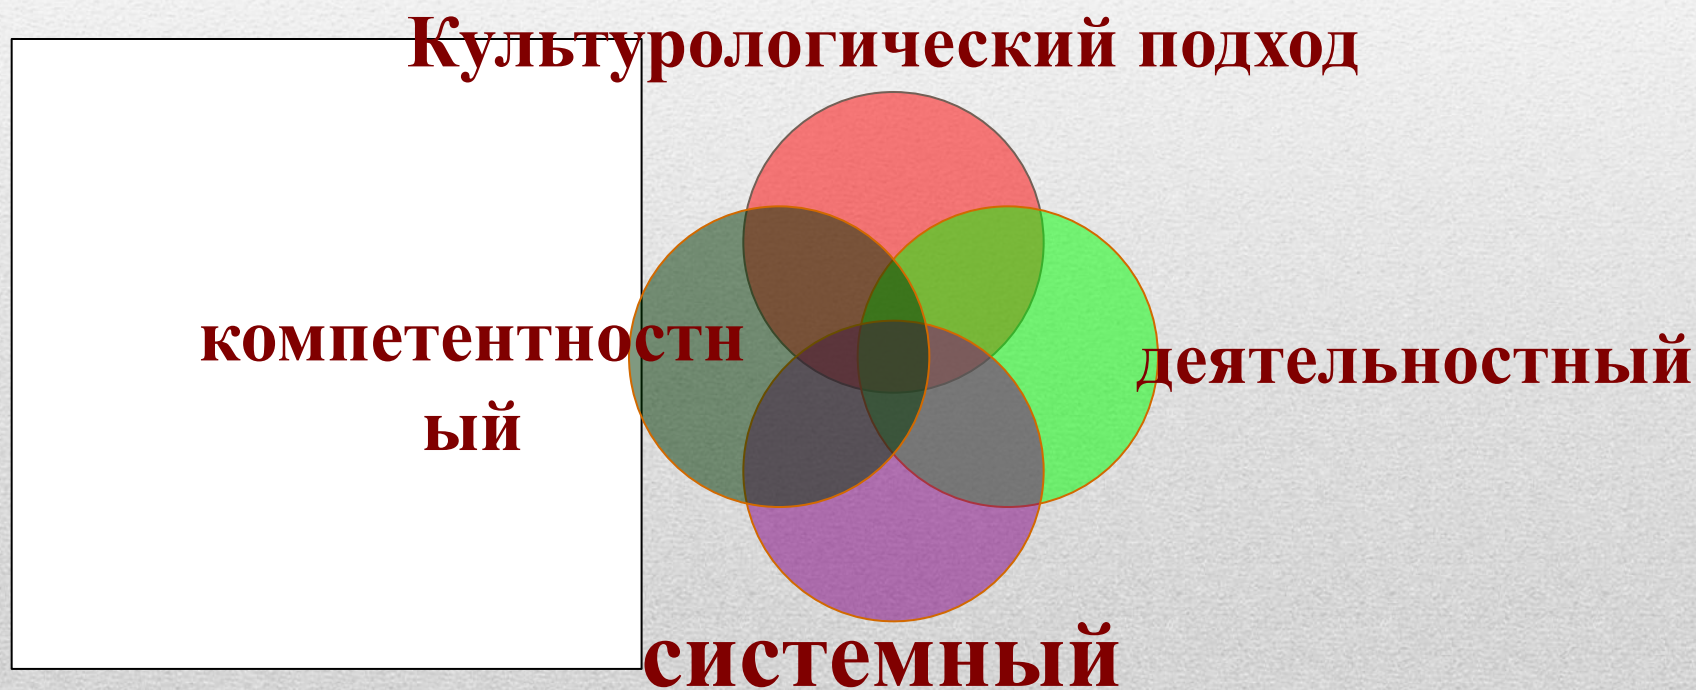 Культурологический подход
компетентностн
ый
деятельностный
системный